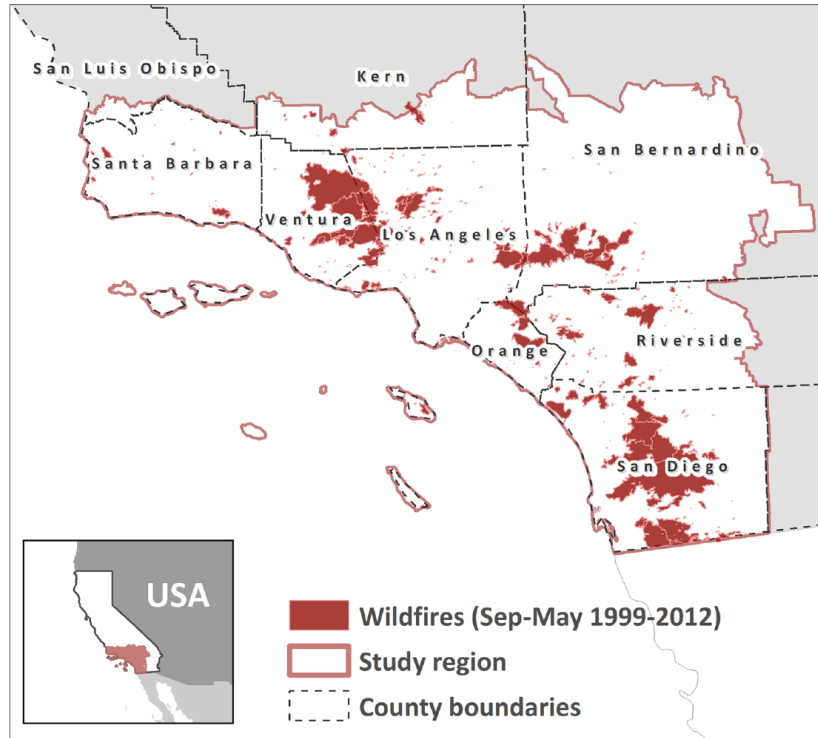 San Luis Obispo
Kern
San Bernardino
Santa Barbara
Ventura
Los Angeles
Orange
Riverside
San Diego
USA
Wildfires (Sep-May 1999-2012)
Study region
County boundaries